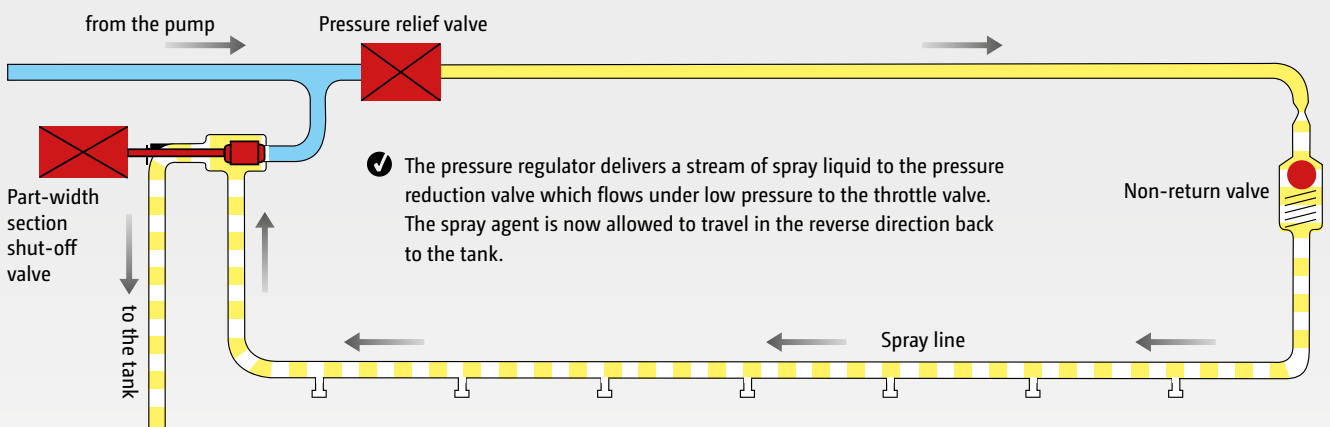 from the pump
Pressure relief valve
The pressure regulator delivers a stream of spray liquid to the pressure
reduction valve which flows under low pressure to the throttle valve.
The spray agent is now allowed to travel in the reverse direction back
to the tank.
Non-return valve
Part-width
section
shut-off
valve
to the tank
Spray line